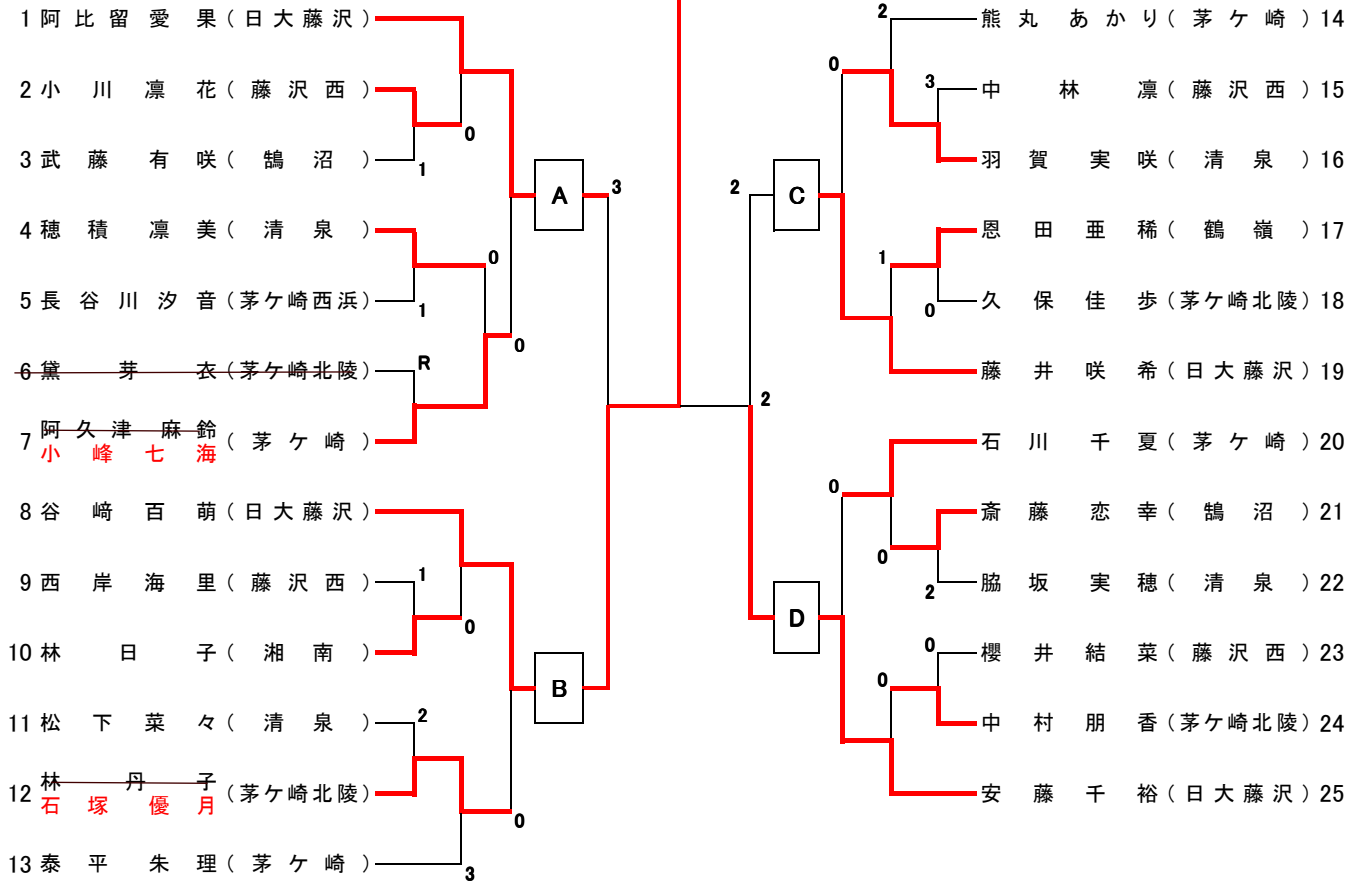 1 阿比留愛果(日大藤沢)
2 小川凛花(藤沢西)
0
3 武藤有咲(鵠沼)
1
A
3
4 穂積凛美(清泉)
0
5 長谷川汐音(茅ケ崎西浜)
1
0
6 黛芽衣(茅ケ崎北陵)
R
7 阿久津麻鈴(茅ケ崎)
小峰七海
8 谷﨑百萌(日大藤沢)
9 西岸海里(藤沢西)
1
0
10 林日子(湘南)
B
11 松下菜々(清泉)
2
12 林丹子(茅ケ崎北陵)
石塚優月
0
13 泰平朱理(茅ケ崎)
3
2
熊丸あかり(茅ケ崎)14
0
3
中林凛(藤沢西)15
羽賀実咲(清泉)16
2
C
恩田亜稀(鶴嶺)17
1
久保佳歩(茅ケ崎北陵)18
0
藤井咲希(日大藤沢)19
2
石川千夏(茅ケ崎)20
0
斎藤恋幸(鵠沼)21
0
脇坂実穂(清泉)22
2
D
0
櫻井結菜(藤沢西)23
0
中村朋香(茅ケ崎北陵)24
安藤千裕(日大藤沢)25